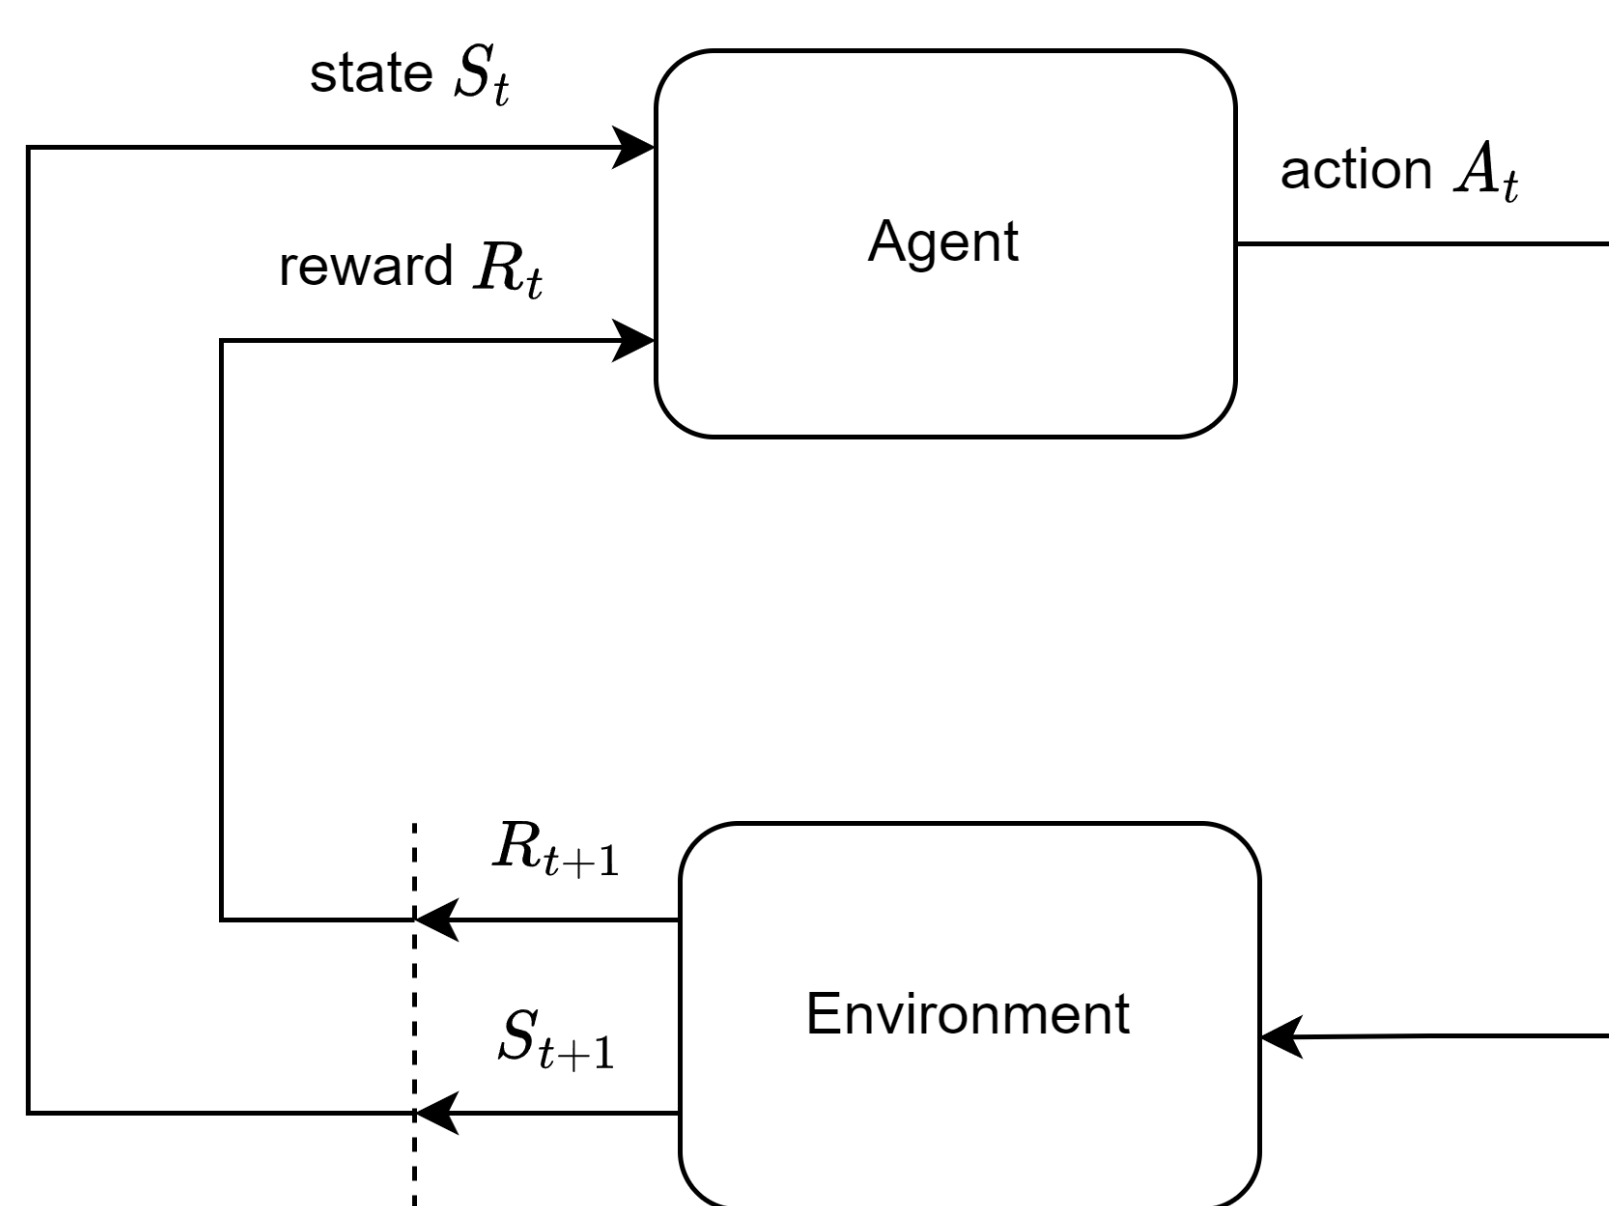 state $S_t$
action $A_t$
Agent
reward $R_t$
$R_{t+1}$
Environment
$S_{t+1}$